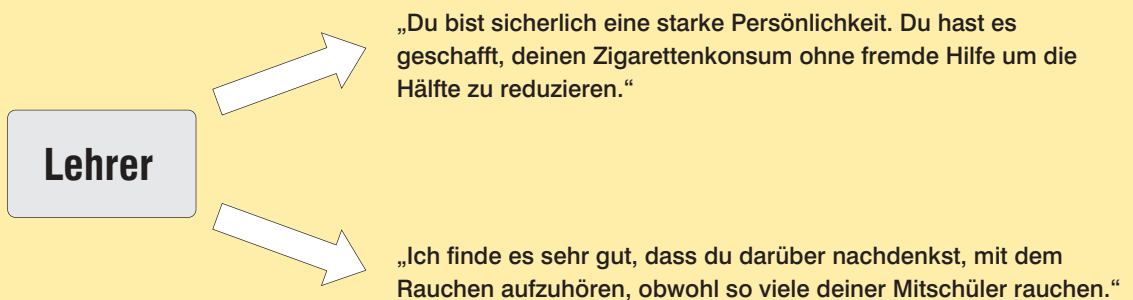 „Du bist sicherlich eine starke Persönlichkeit. Du hast es
geschafft, deinen Zigarettenkonsum ohne fremde Hilfe um die
Hälfte zu reduzieren.“
Lehrer
„Ich finde es sehr gut, dass du darüber nachdenkst, mit dem
Rauchen aufzuhören, obwohl so viele deiner Mitschüler rauchen.“